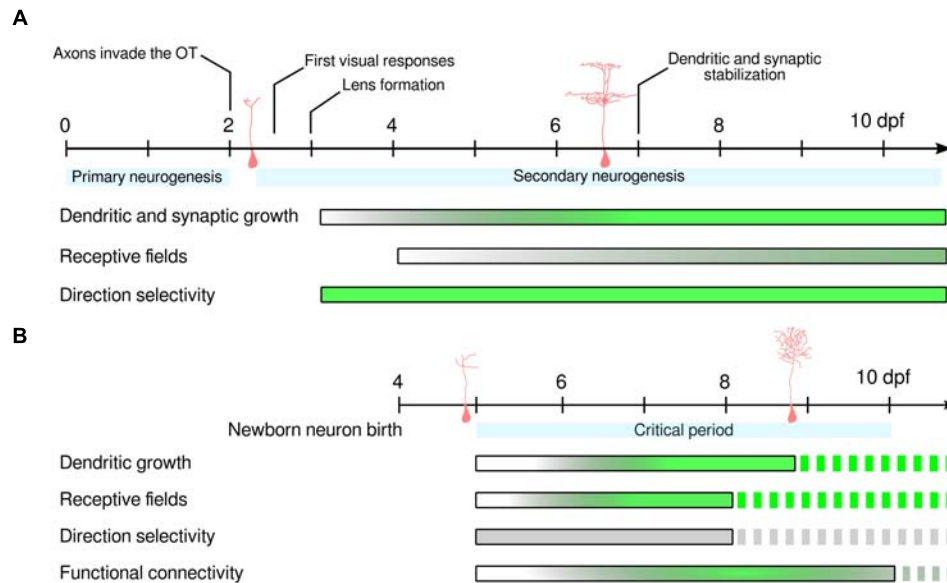 A
Axons invade the OT
First visual responses
Lens formation
Dendritic and synaptic
stabilization
0 2 4 6 8 10 dpf
Primary neurogenesis Secondary neurogenesis
Dendritic and synaptic growth
Receptive fields
Direction selectivity
B
4 6 8 10 dpf
Newborn neuron birth Critical period
Dendritic growth
Receptive fields
Direction selectivity
Functional connectivity